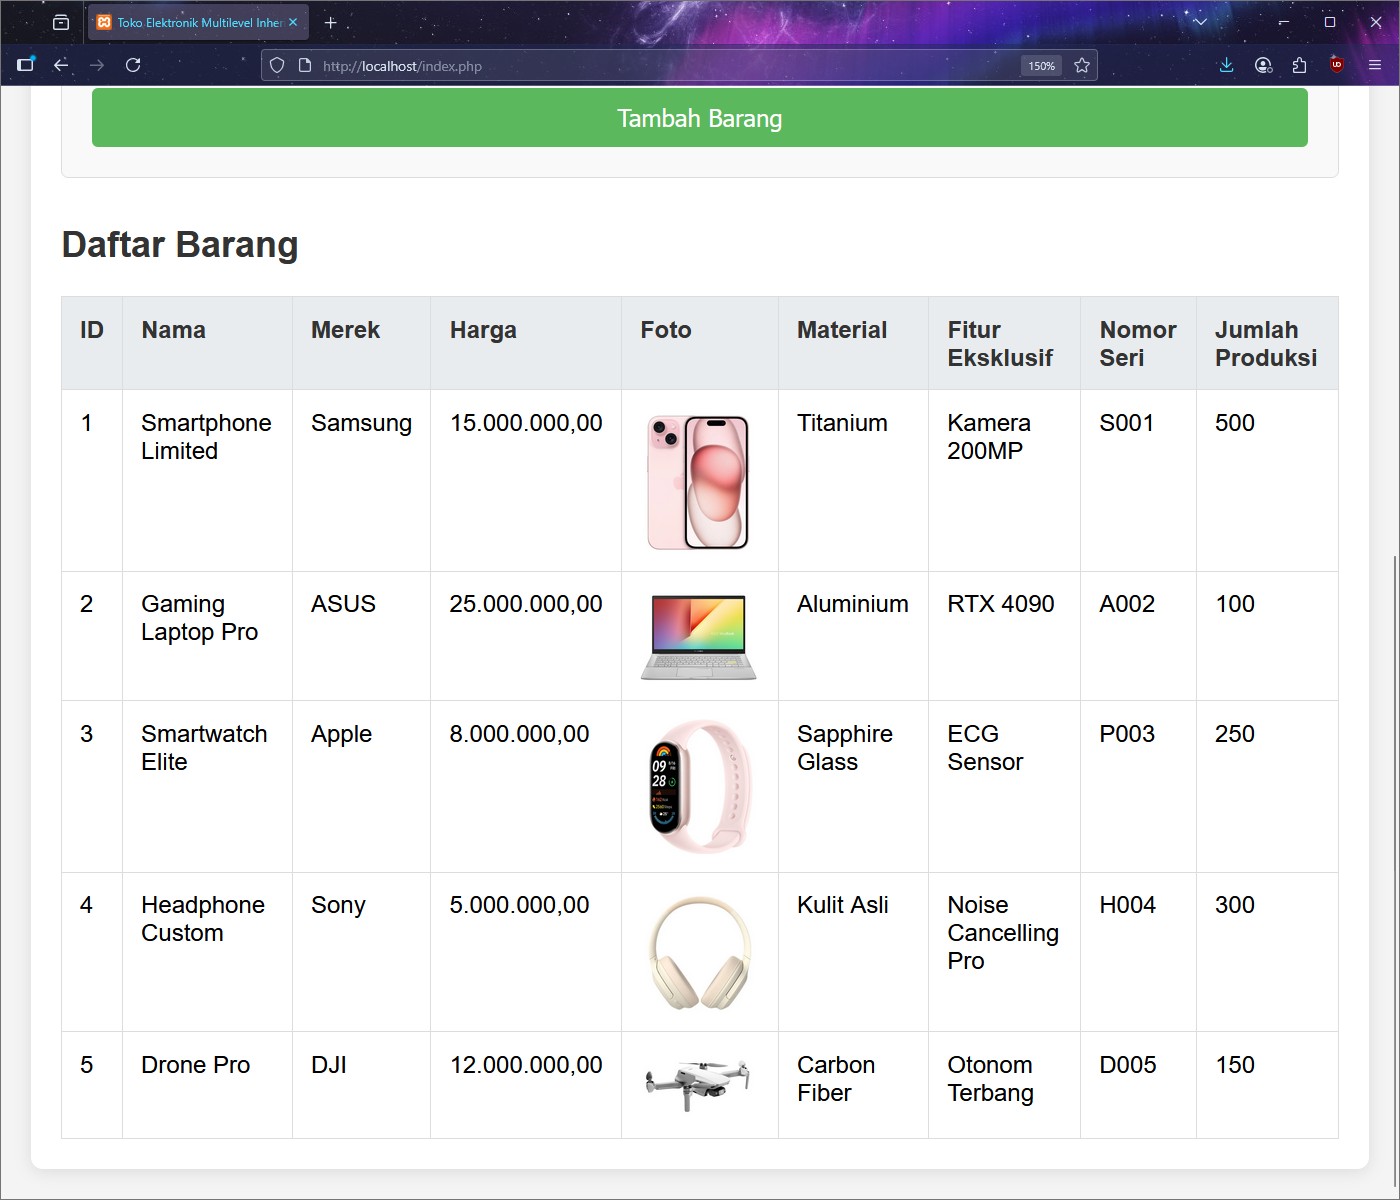 Toko Elektronik Multilevel Inher
http://localhost/index.php
150%
Tambah Barang
Daftar Barang
ID Nama Merek Harga Foto Material Fitur Eksklusif Nomor Seri Jumlah Produksi
1 Smartphone Limited Samsung 15.000.000,00 Titanium Kamera 200MP S001 500
2 Gaming Laptop Pro ASUS 25.000.000,00 Aluminium RTX 4090 A002 100
3 Smartwatch Elite Apple 8.000.000,00 09 28 Sapphire Glass ECG Sensor P003 250
4 Headphone Custom Sony 5.000.000,00 Kulit Asli Noise Cancelling Pro H004 300
5 Drone Pro DJI 12.000.000,00 Carbon Fiber Otonom Terbang D005 150